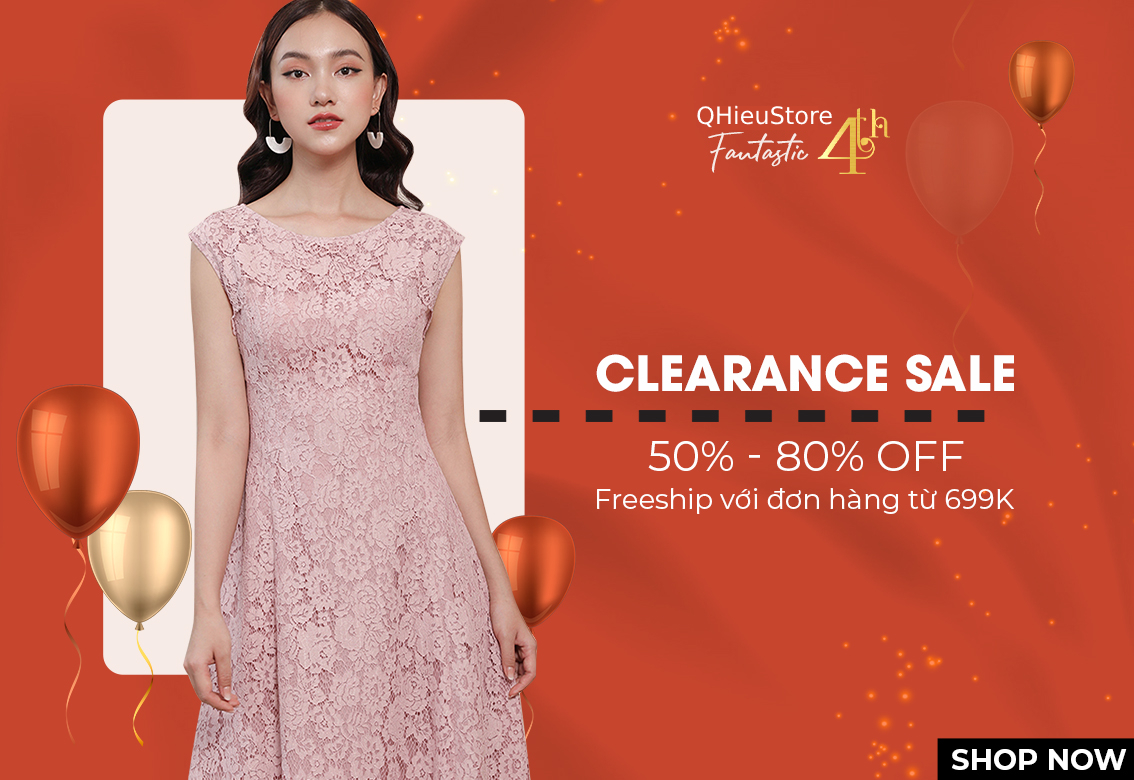 QHieuStore
Fantastic 4th
CLEARANCE SALE
50% - 80% OFF
Freeship với đơn hàng từ 699K
SHOP NOW